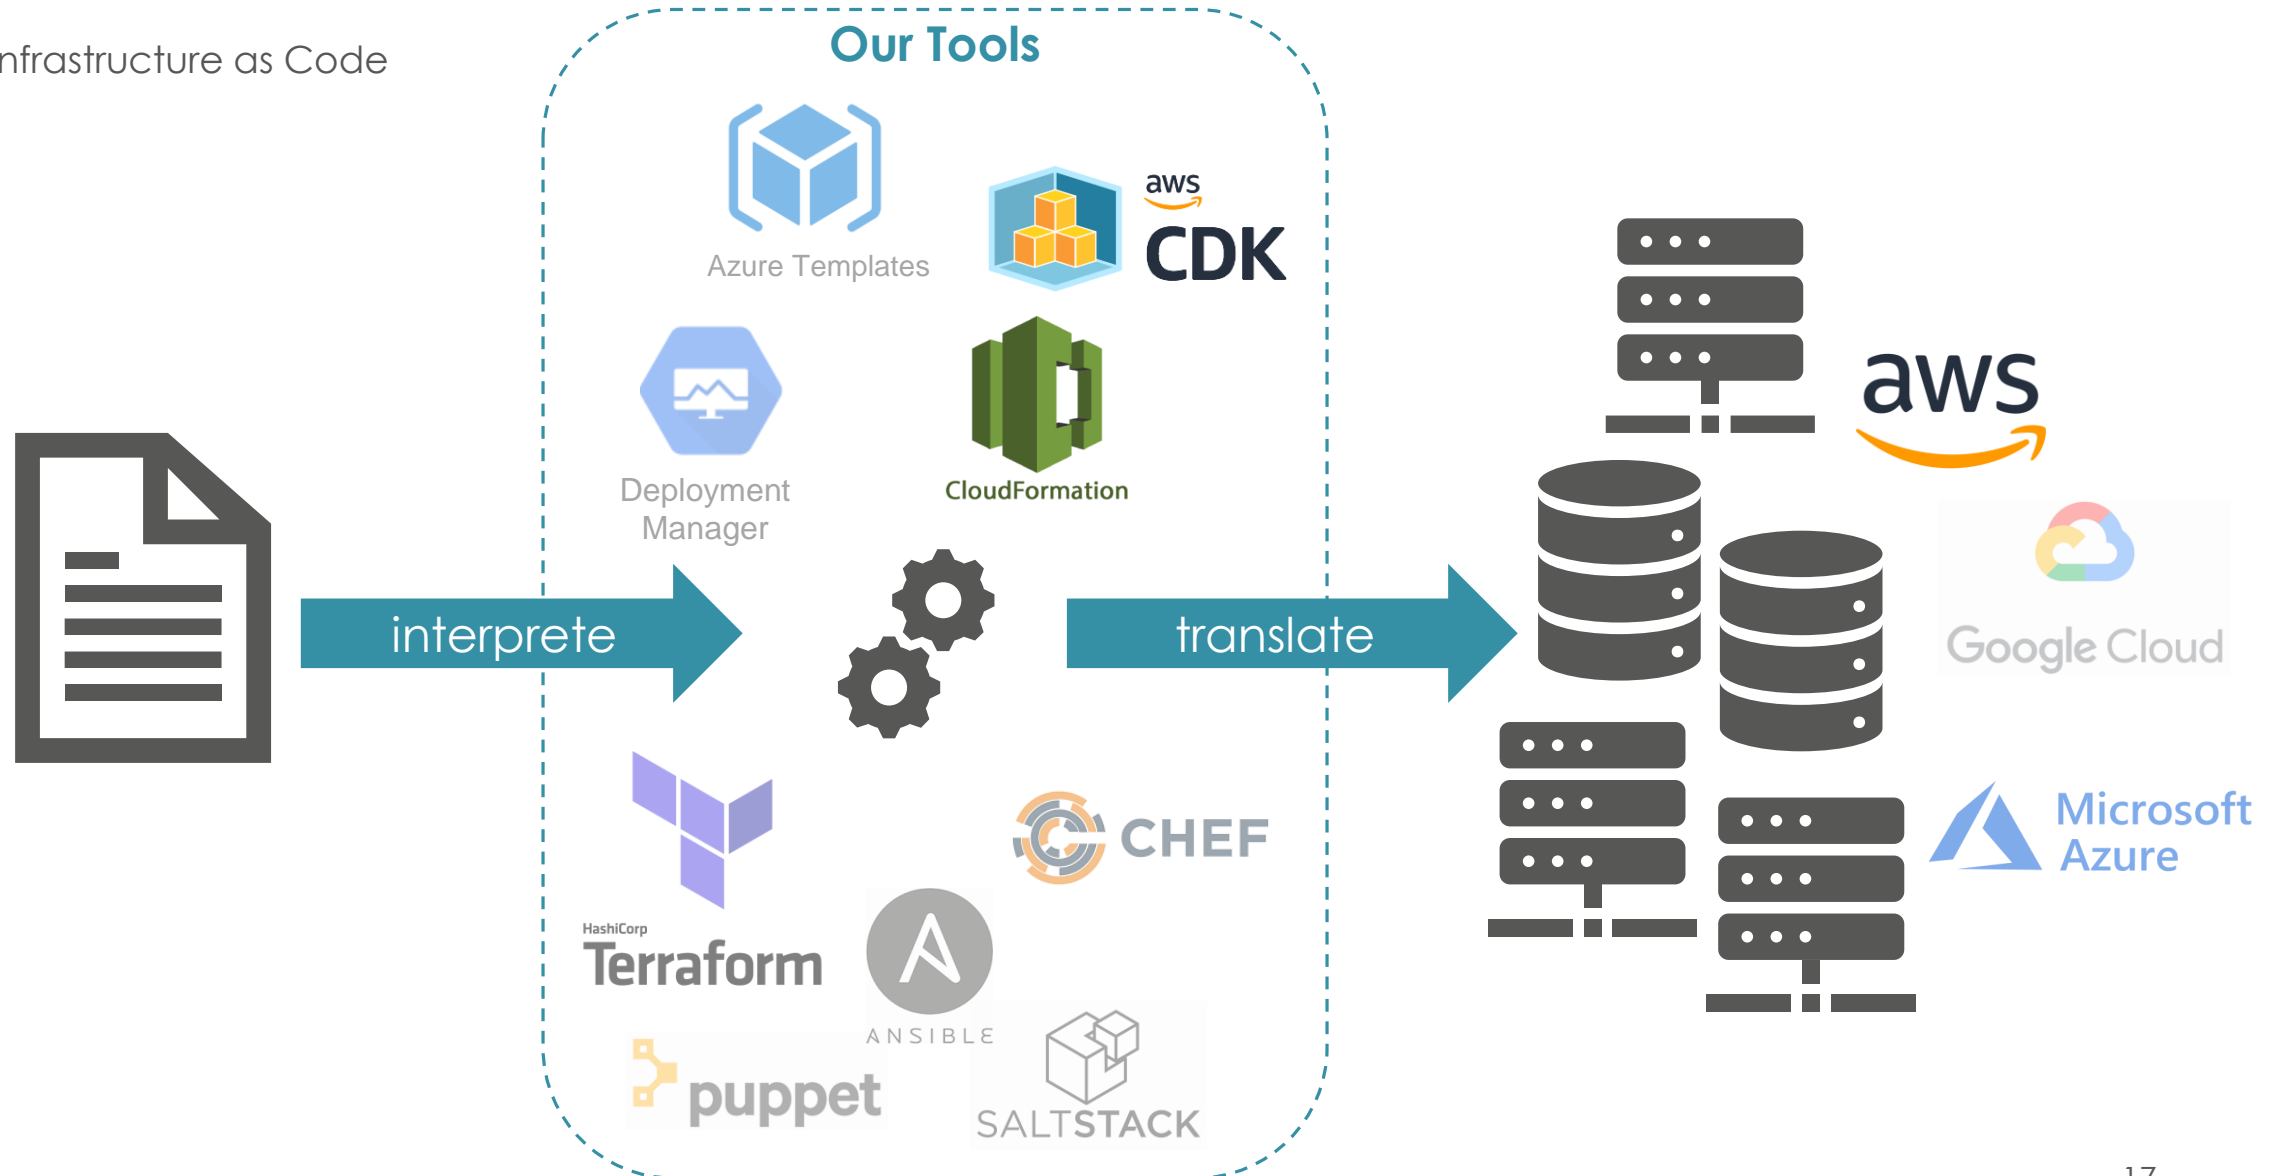 nfrastructure as Code
Our Tools
Azure Templates
aws
CDK
Deployment
Manager
CloudFormation
aws
Google Cloud
interprete
translate
Microsoft
Azure
CHEF
HashiCorp
Terraform
ANSIBLE
puppet
SALTSTACK
17